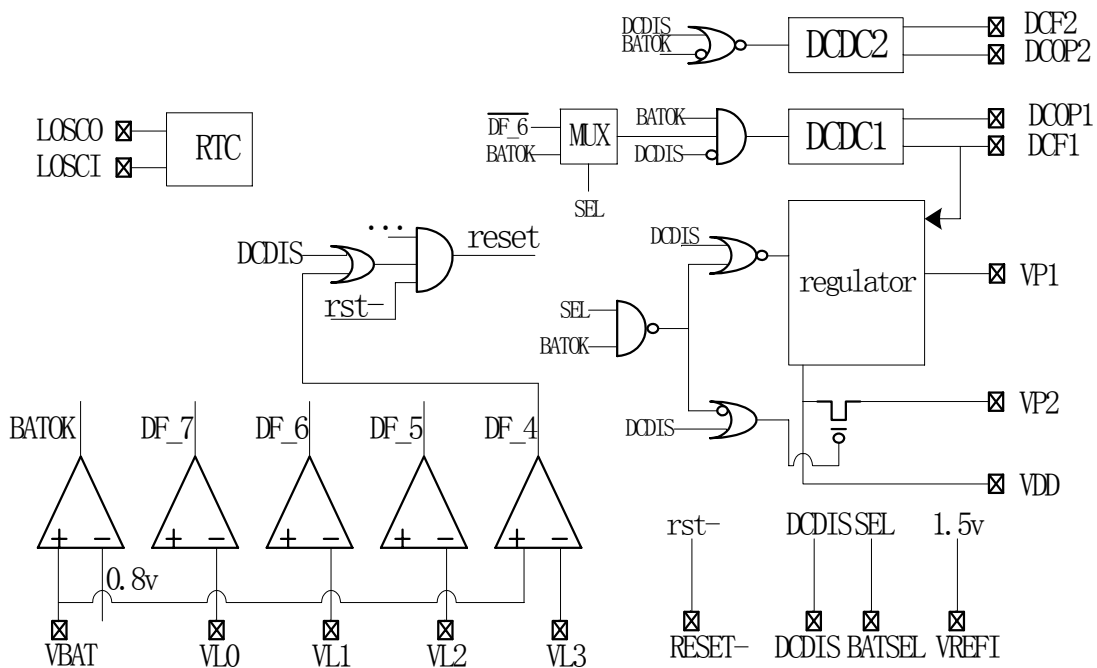 DCDIS
BATOK
DCDC2
DCF2
DCOP2
LOSCO
LOSCI
RTC
DF_6
BATOK
MUX
SEL
BATOK
DCDIS
DCDC1
DCOP1
DCF1
DCDIS
...
rst-
reset
DCDIS
SEL
BATOK
DCDIS
regulator
VP1
VP2
VDD
BATOK
DF_7
DF_6
DF_5
DF_4
+ −
+ −
+ −
+ −
+ −
0.8v
VBAT
VL0
VL1
VL2
VL3
rst-
DCDIS SEL
1.5v
RESET-
DCDIS
BATSEL
VREFI